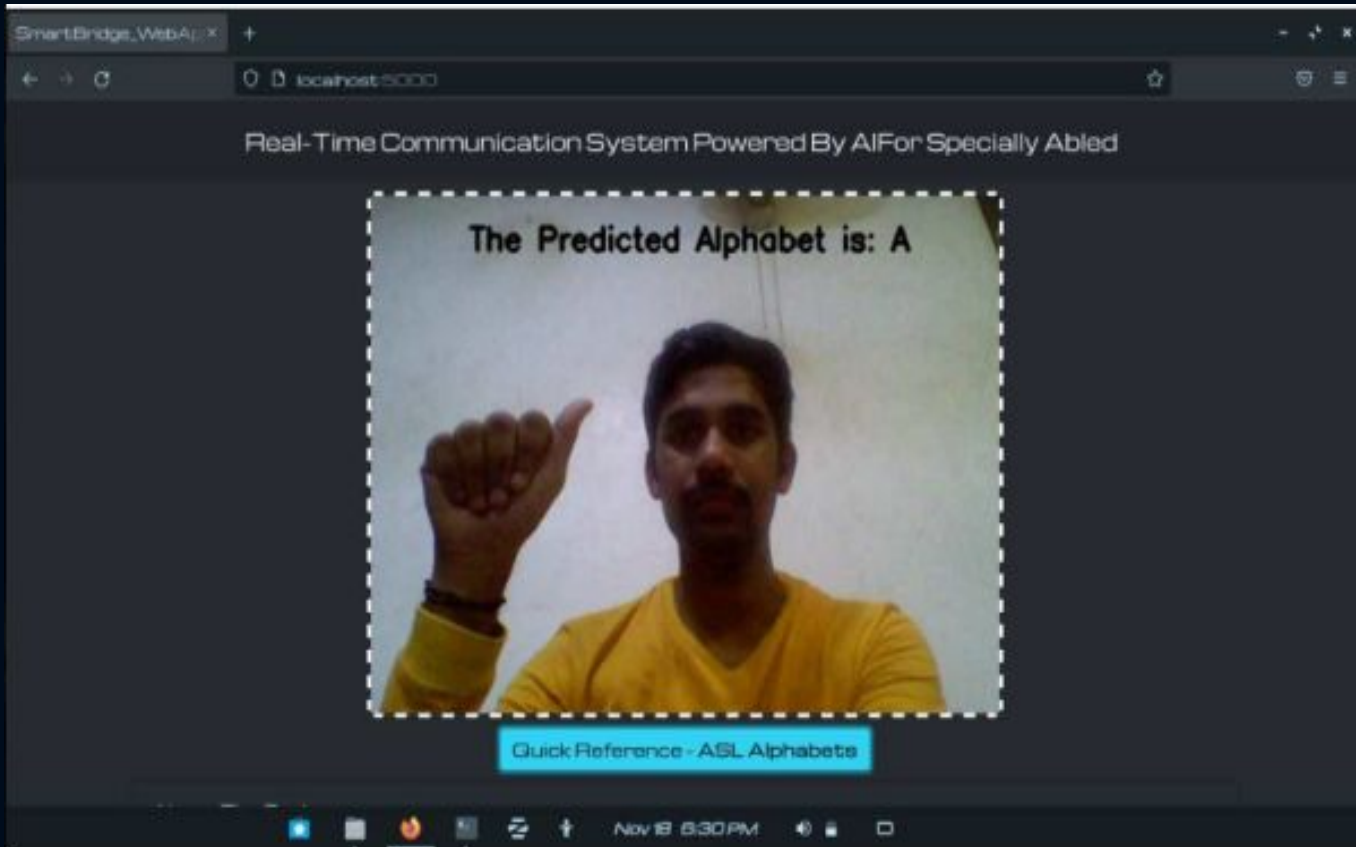 SmartBridge_WebAp
localhost:5000
Real-Time Communication System Powered By AIFor Specially Abled
The Predicted Alphabet is: A
Quick Reference - ASL Alphabets
Nov 18 6:30 PM